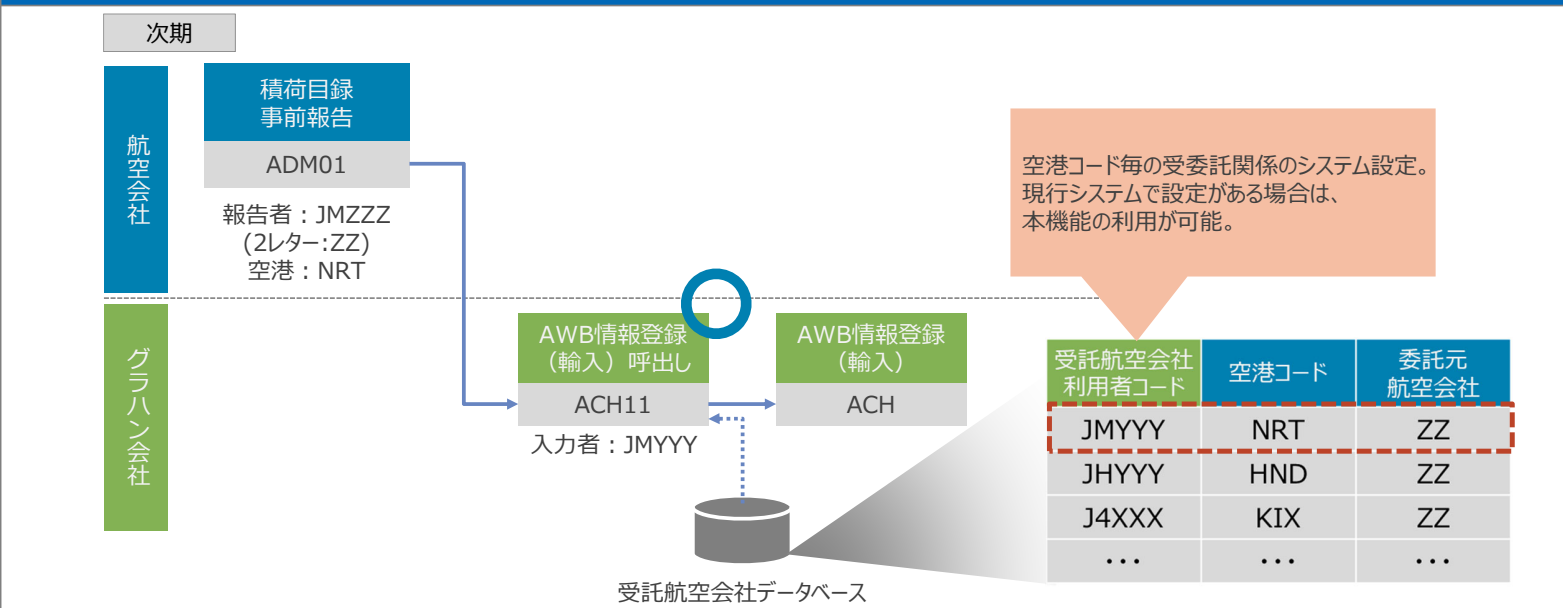 次期
航空会社
積荷目録
事前報告
ADM01
報告者：JMZZZ
(2レター:ZZ)
空港：NRT
空港コード毎の受委託関係のシステム設定。
現行システムで設定がある場合は、
本機能の利用が可能。
グラハン会社
AWB情報登録
（輸入）呼出し
ACH11
入力者：JMYYY
AWB情報登録
（輸入）
ACH
受託航空会社データベース
受託航空会社
利用者コード
空港コード
委託元
航空会社
JMYYY NRT ZZ
JHYYY HND ZZ
J4XXX KIX ZZ
・・・ ・・・ ・・・